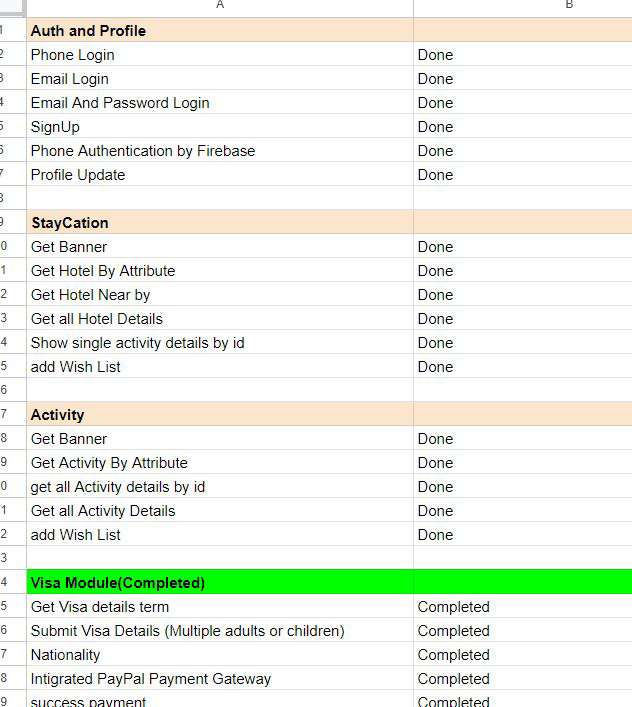 A B
1 Auth and Profile
2 Phone Login Done
3 Email Login Done
4 Email And Password Login Done
5 SignUp Done
6 Phone Authentication by Firebase Done
7 Profile Update Done
8
9 StayCation
0 Get Banner Done
1 Get Hotel By Attribute Done
2 Get Hotel Near by Done
3 Get all Hotel Details Done
4 Show single activity details by id Done
5 add Wish List Done
6
7 Activity
8 Get Banner Done
9 Get Activity By Attribute Done
0 get all Activity details by id Done
1 Get all Activity Details Done
2 add Wish List Done
3
4 Visa Module(Completed)
5 Get Visa details term Completed
6 Submit Visa Details (Multiple adults or children) Completed
7 Nationality Completed
8 Intigrated PayPal Payment Gateway Completed
9 success payment Completed